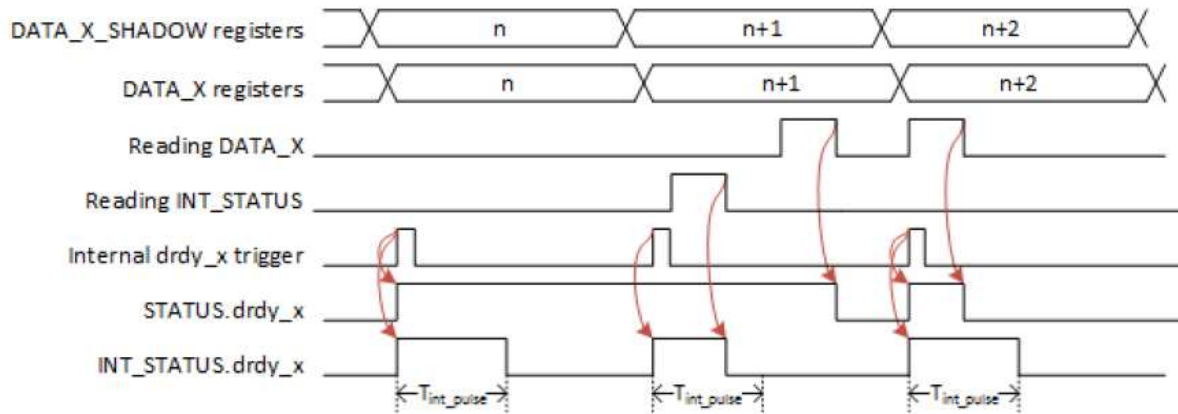 DATA_X_SHADOW registers n n+1 n+2
DATA_X registers n n+1 n+2
Reading DATA_X
Reading INT_STATUS
Internal drdy_x trigger
STATUS.drdy_x
INT_STATUS.drdy_x
Tint_pulse Tint_pulse Tint_pulse